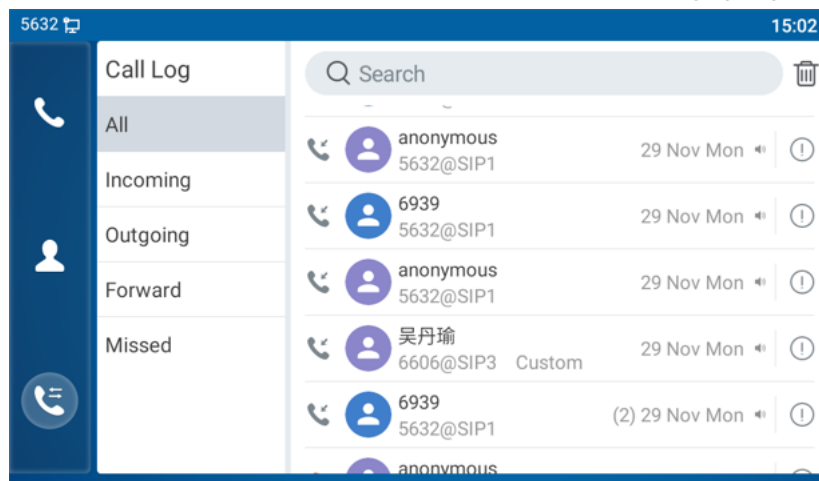 5632
15:02
Call Log
Search
All
Incoming
Outgoing
Forward
Missed
anonymous
5632@SIP1
29 Nov Mon
6939
5632@SIP1
29 Nov Mon
anonymous
5632@SIP1
29 Nov Mon
吴丹瑜
6606@SIP3 Custom
29 Nov Mon
6939
5632@SIP1
(2) 29 Nov Mon
anonymous